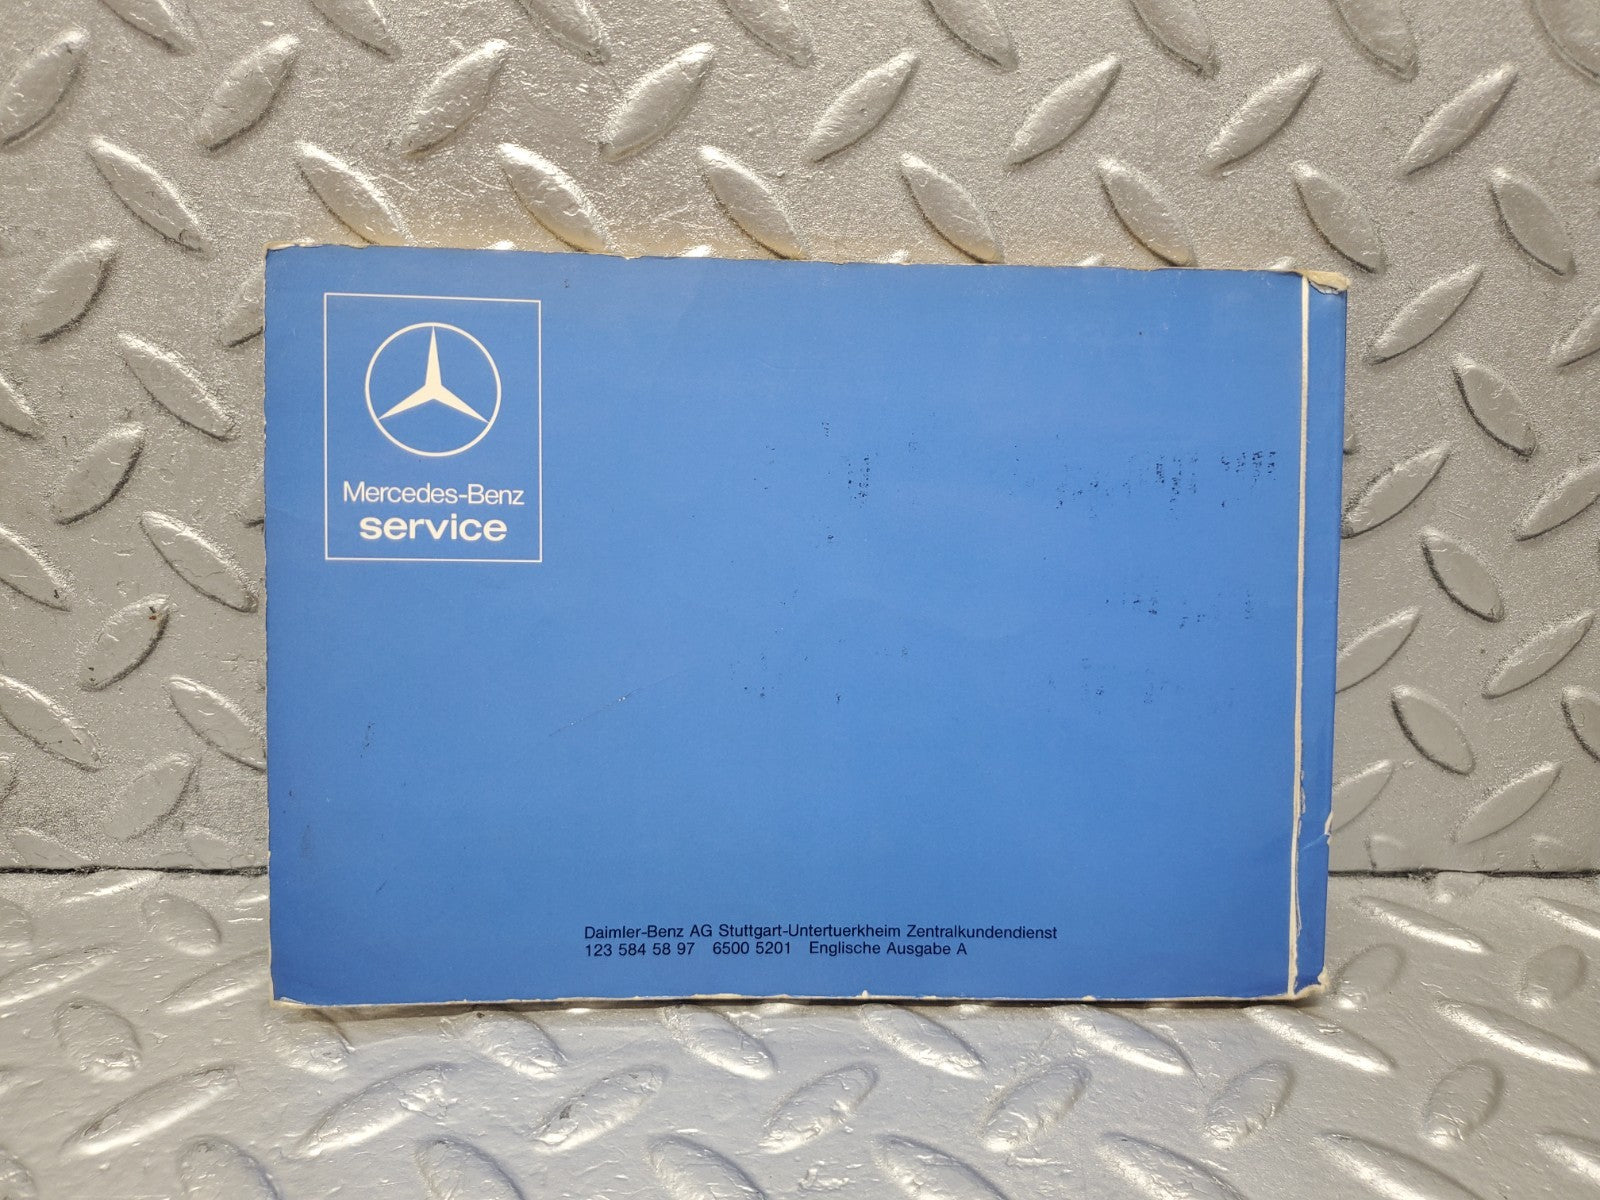 Mercedes-Benz
service
Daimler-Benz AG Stuttgart-Untertuerkheim Zentralkundendienst
123 584 58 97 6500 5201 Englische Ausgabe A